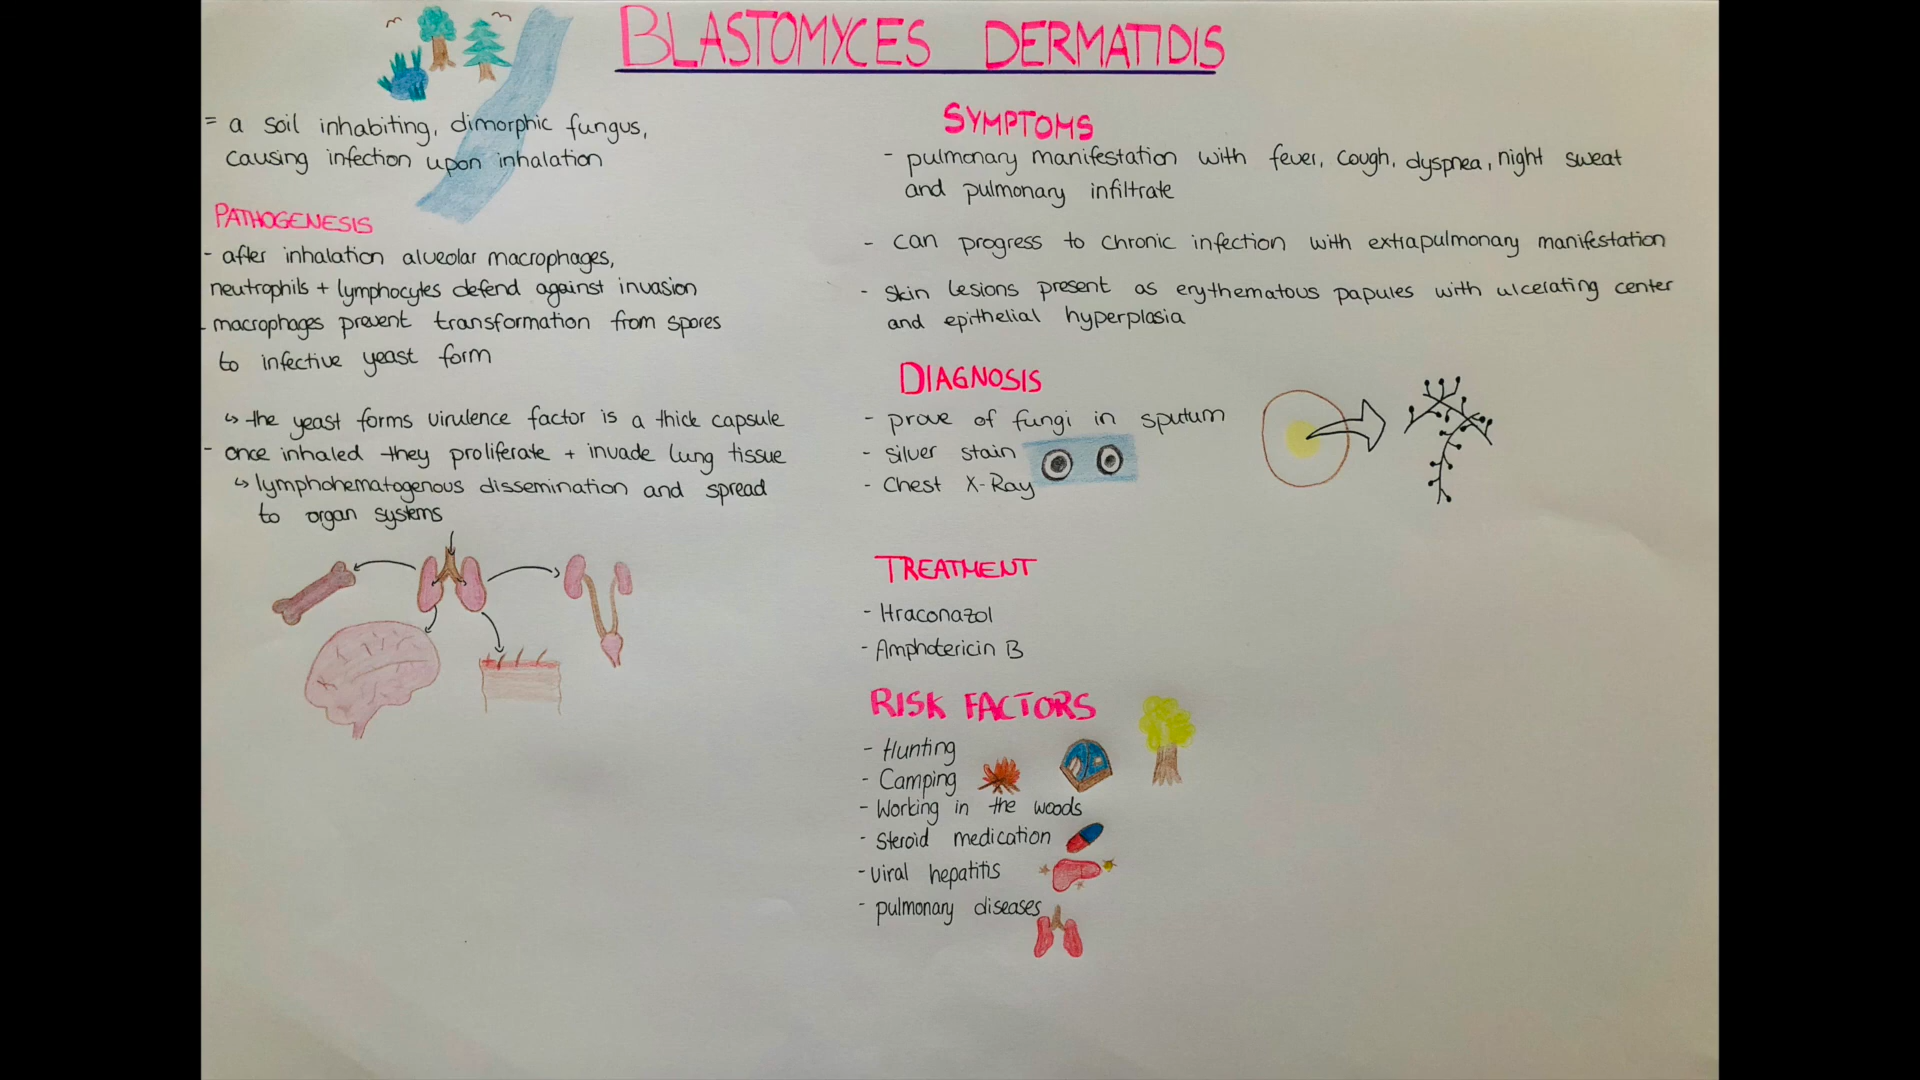 BLASTOMYCES DERMATIDIS
= a soil inhabiting, dimorphic fungus,
causing infection upon inhalation
PATHOGENESIS
- after inhalation alveolar macrophages,
neutrophils + lymphocytes defend against invasion
- macrophages prevent transformation from spores
to infective yeast form
↳ the yeast forms virulence factor is a thick capsule
- once inhaled they proliferate + invade lung tissue
↳ lymphohematogenous dissemination and spread
to organ systems
SYMPTOMS
- pulmonary manifestation with fever, cough, dyspnea, night sweat
and pulmonary infiltrate
- can progress to chronic infection with extrapulmonary manifestation
- skin lesions present as erythematous papules with ulcerating center
and epithelial hyperplasia
DIAGNOSIS
- prove of fungi in sputum
- silver stain
- Chest X-Ray
TREATMENT
- Itraconazol
- Amphotericin B
RISK FACTORS
- Hunting
- Camping
- Working in the woods
- Steroid medication
- viral hepatitis
- pulmonary diseases